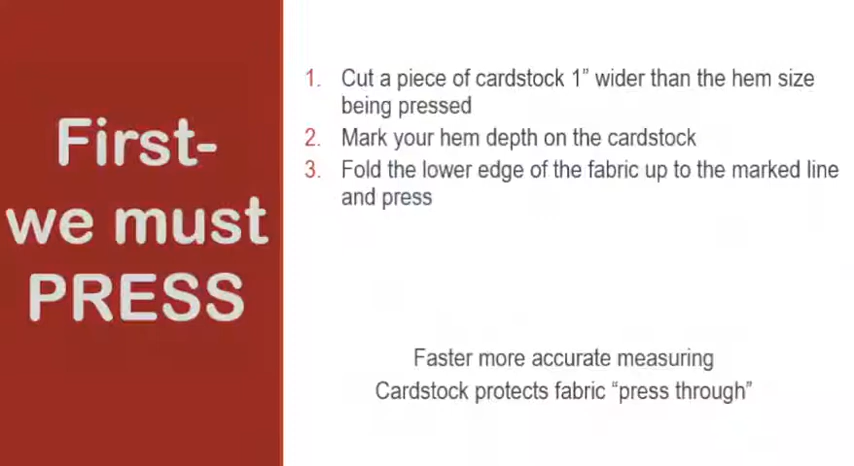 First-
we must
PRESS
1. Cut a piece of cardstock 1” wider than the hem size
being pressed
2. Mark your hem depth on the cardstock
3. Fold the lower edge of the fabric up to the marked line
and press
Faster more accurate measuring
Cardstock protects fabric “press through”